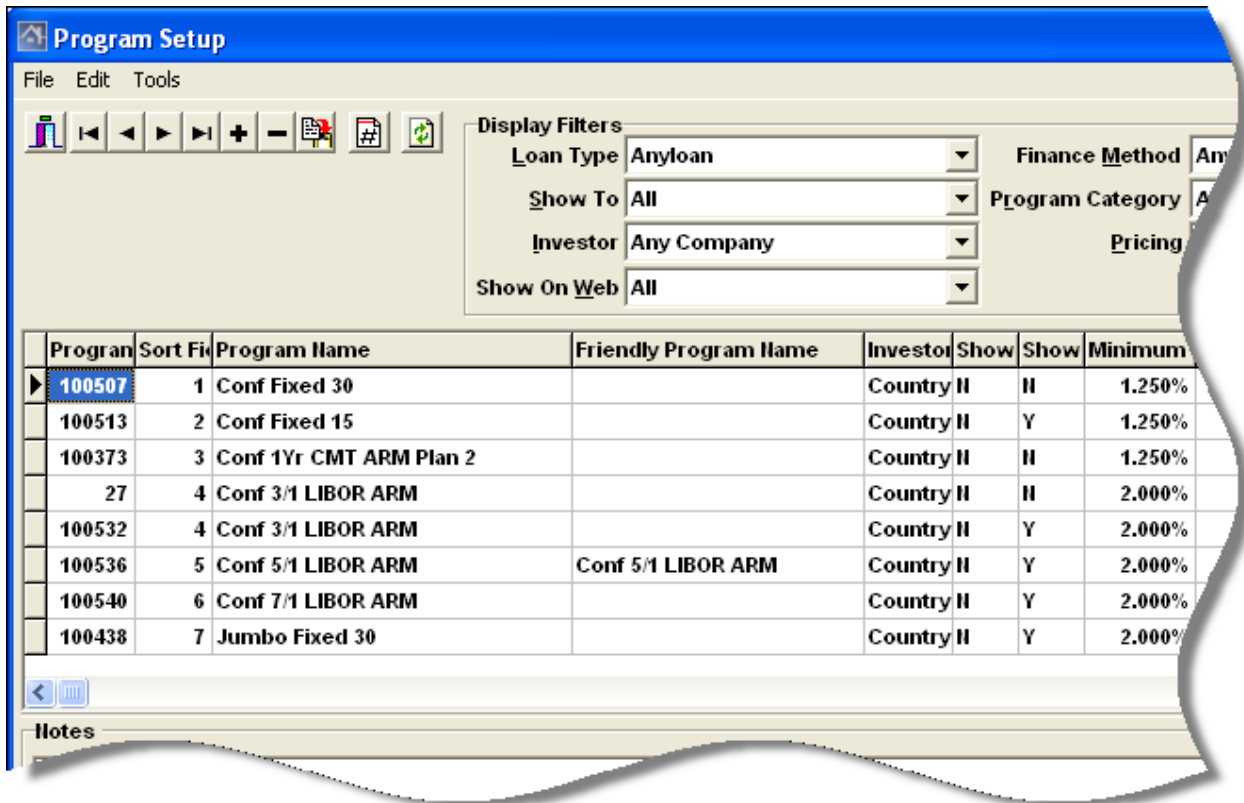 Program Setup
File Edit Tools
Display Filters
Loan Type Anyloan Finance Method Any
Show To All Program Category A
Investor Any Company Pricing
Show On Web All
Program Sort Fi Program Name Friendly Program Name Investor Show Show Minimum
100507 1 Conf Fixed 30 Country N N 1.250%
100513 2 Conf Fixed 15 Country N Y 1.250%
100373 3 Conf 1Yr CMT ARM Plan 2 Country N N 1.250%
27 4 Conf 3/1 LIBOR ARM Country N N 2.000%
100532 4 Conf 3/1 LIBOR ARM Country N Y 2.000%
100536 5 Conf 5/1 LIBOR ARM Conf 5/1 LIBOR ARM Country N Y 2.000%
100540 6 Conf 7/1 LIBOR ARM Country N Y 2.000%
100438 7 Jumbo Fixed 30 Country N Y 2.000%
Notes